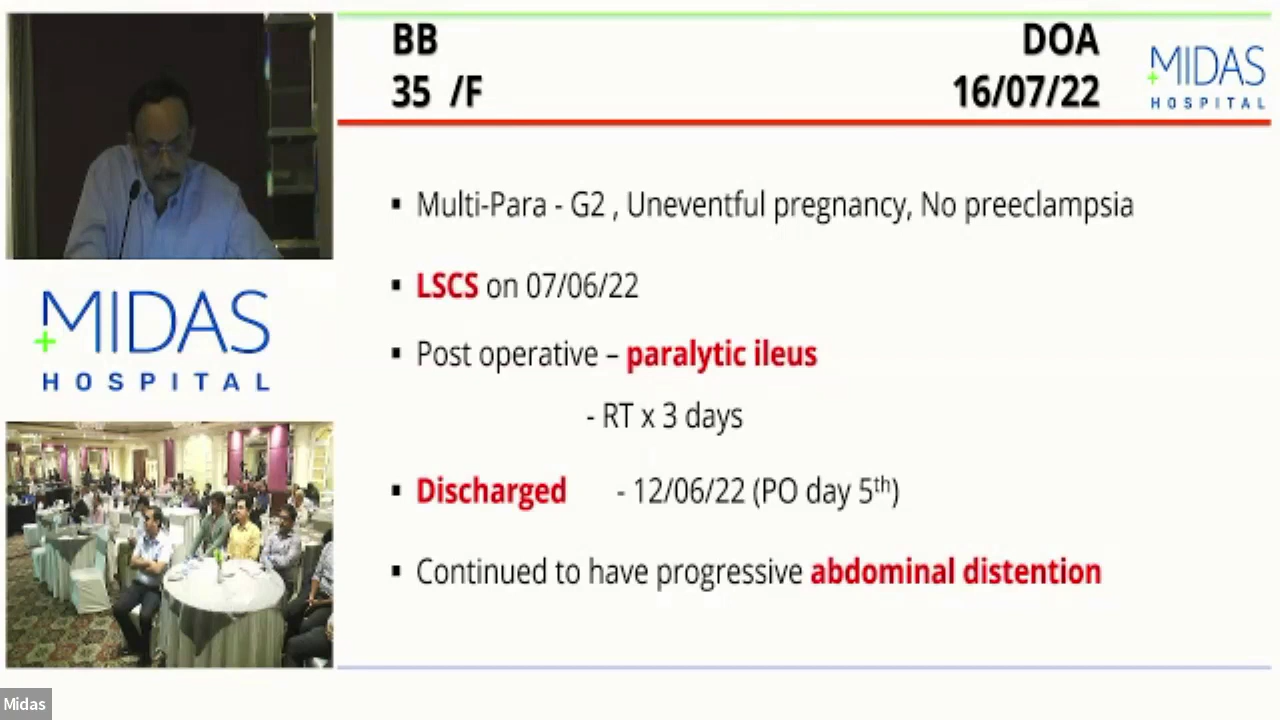 BB
DOA
35 /F
16/07/22
MIDAS
HOSPITAL
▪ Multi-Para - G2 , Uneventful pregnancy, No preeclampsia
▪ LSCS on 07/06/22
▪ Post operative – paralytic ileus
- RT x 3 days
▪ Discharged - 12/06/22 (PO day 5th)
▪ Continued to have progressive abdominal distention
MIDAS
HOSPITAL
Midas